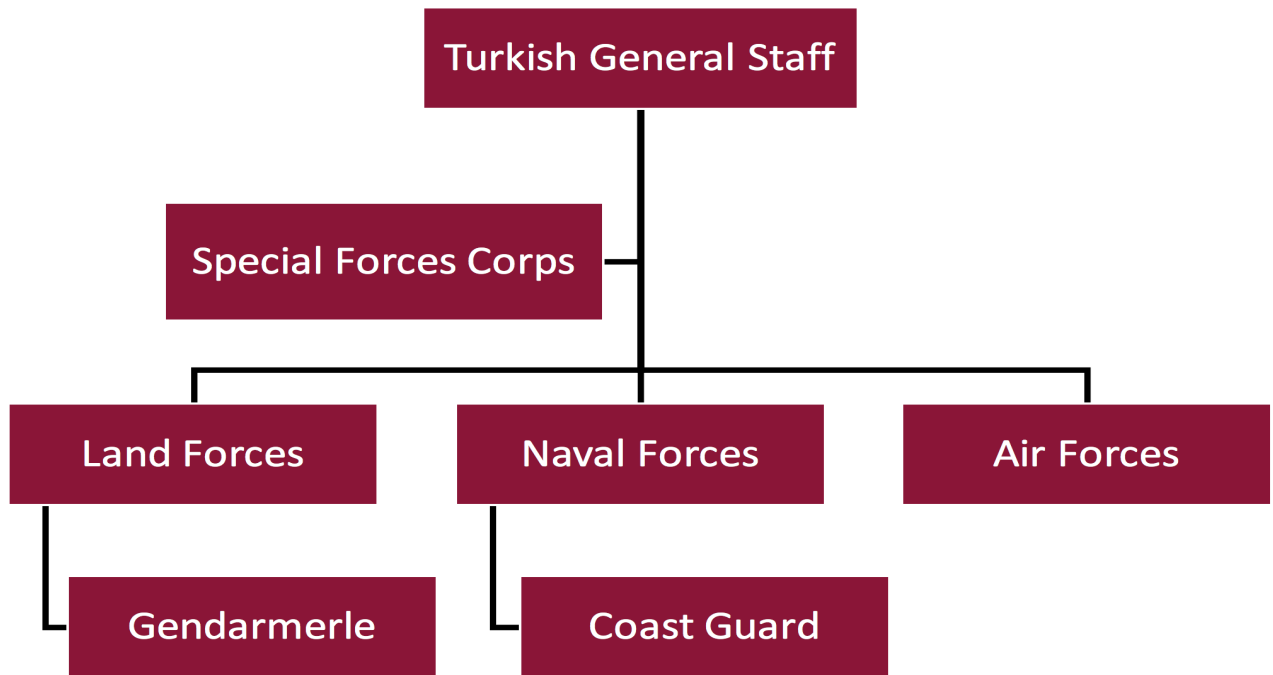 Turkish General Staff
Special Forces Corps
Land Forces
Naval Forces
Air Forces
Gendarmerle
Coast Guard